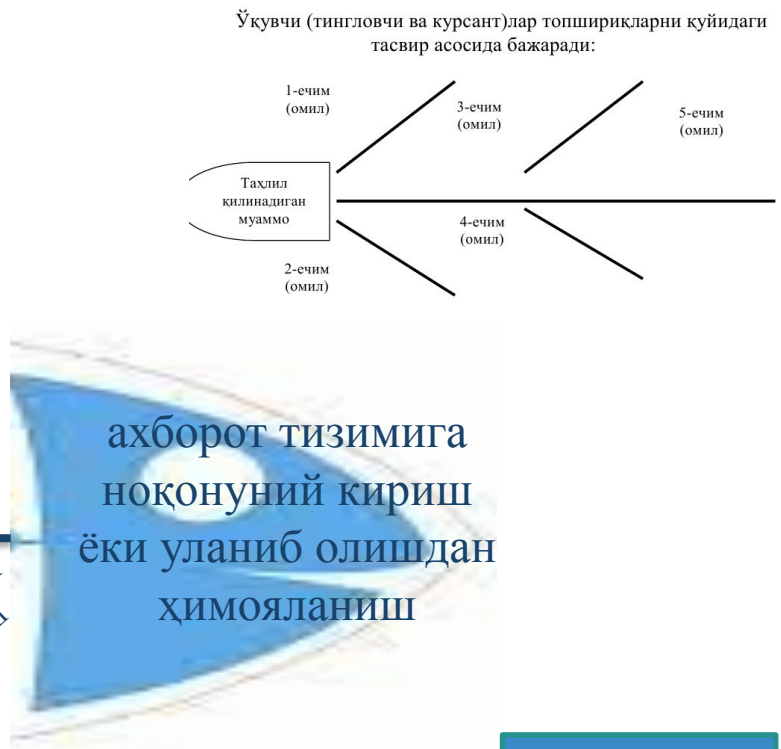 Ўқувчи (тингловчи ва курсант)лар топшириқларни қуйидаги
тасвир асосида бажаради:
1-ечим
(омил)
3-ечим
(омил)
5-ечим
(омил)
Таҳлил
қилинадиган
муаммо
4-ечим
(омил)
2-ечим
(омил)
ахборот тизимига
ноқонуний кириш
ёки уланиб олишдан
ҳимояланиш